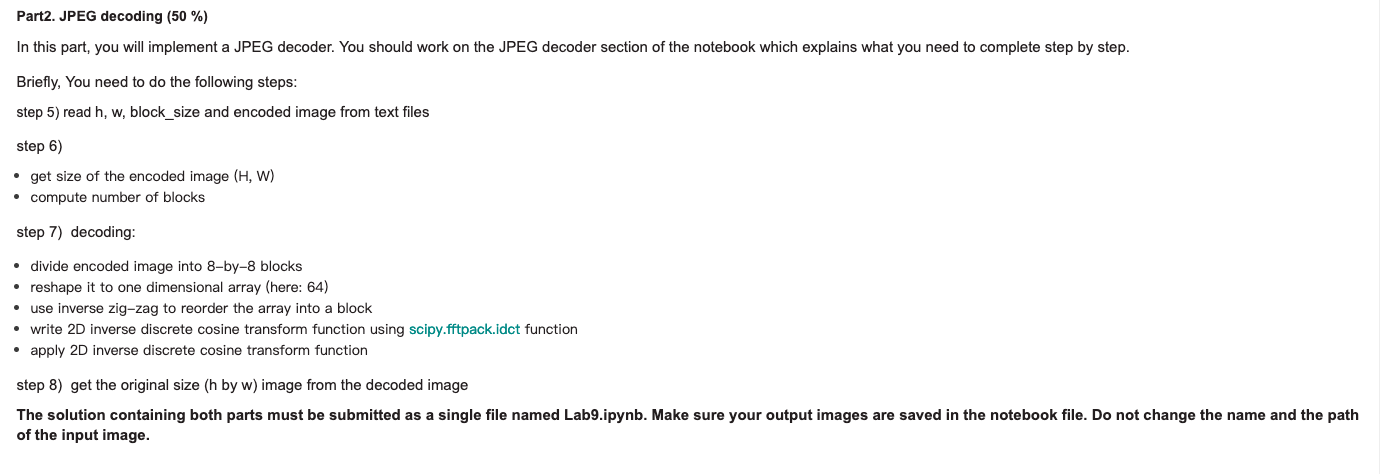 Part2. JPEG decoding (50 %)
In this part, you will implement a JPEG decoder. You should work on the JPEG decoder section of the notebook which explains what you need to complete step by step.
Briefly, You need to do the following steps:
step 5) read h, w, block_size and encoded image from text files
step 6)
• get size of the encoded image (H, W)
• compute number of blocks
step 7)  decoding:
• divide encoded image into 8-by-8 blocks
• reshape it to one dimensional array (here: 64)
• use inverse zig-zag to reorder the array into a block
• write 2D inverse discrete cosine transform function using scipy.fftpack.idct function
• apply 2D inverse discrete cosine transform function
step 8)  get the original size (h by w) image from the decoded image
The solution containing both parts must be submitted as a single file named Lab9.ipynb. Make sure your output images are saved in the notebook file. Do not change the name and the path
of the input image.